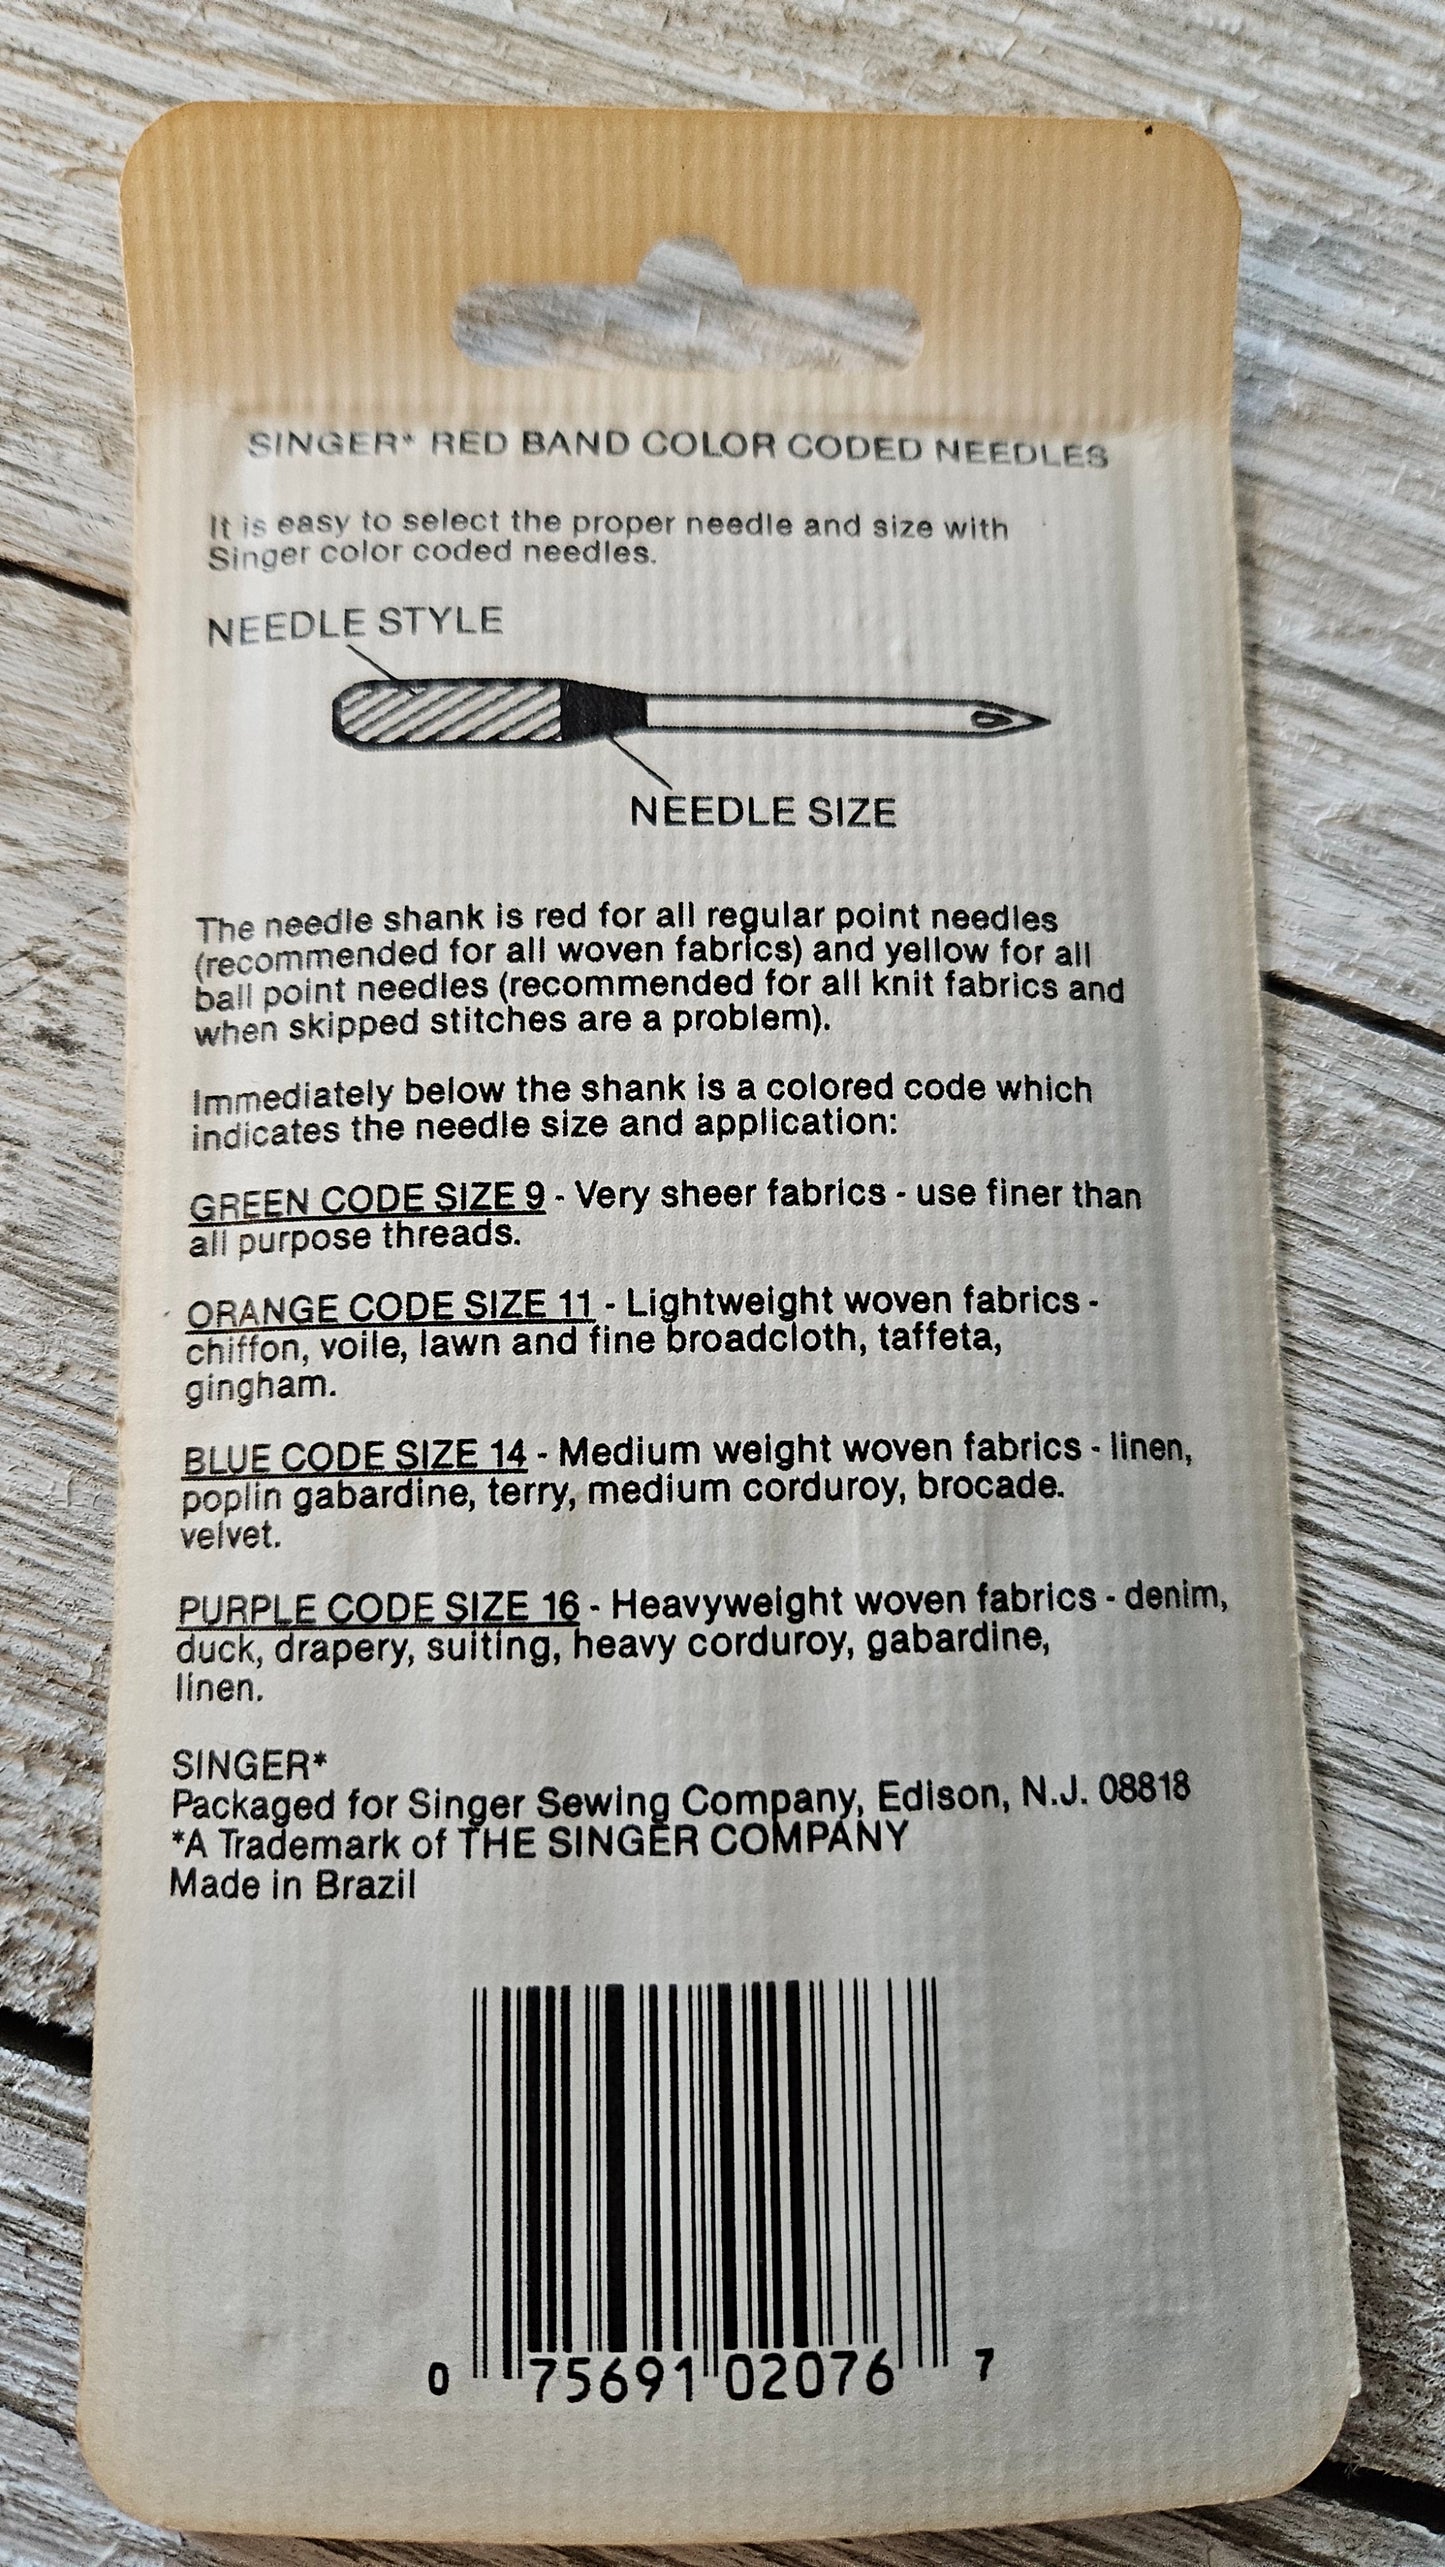 SINGER* RED BAND COLOR CODED NEEDLES
It is easy to select the proper needle and size with
Singer color coded needles.
NEEDLE STYLE
NEEDLE SIZE
The needle shank is red for all regular point needles
(recommended for all woven fabrics) and yellow for all
ball point needles (recommended for all knit fabrics and
when skipped stitches are a problem).
Immediately below the shank is a colored code which
indicates the needle size and application:
GREEN CODE SIZE 9 - Very sheer fabrics - use finer than
all purpose threads.
ORANGE CODE SIZE 11 - Lightweight woven fabrics -
chiffon, voile, lawn and fine broadcloth, taffeta,
gingham.
BLUE CODE SIZE 14 - Medium weight woven fabrics - linen,
poplin gabardine, terry, medium corduroy, brocade.
velvet.
PURPLE CODE SIZE 16 - Heavyweight woven fabrics - denim,
duck, drapery, suiting, heavy corduroy, gabardine,
linen.
SINGER*
Packaged for Singer Sewing Company, Edison, N.J. 08818
*A Trademark of THE SINGER COMPANY
Made in Brazil
0 75691 02076 7